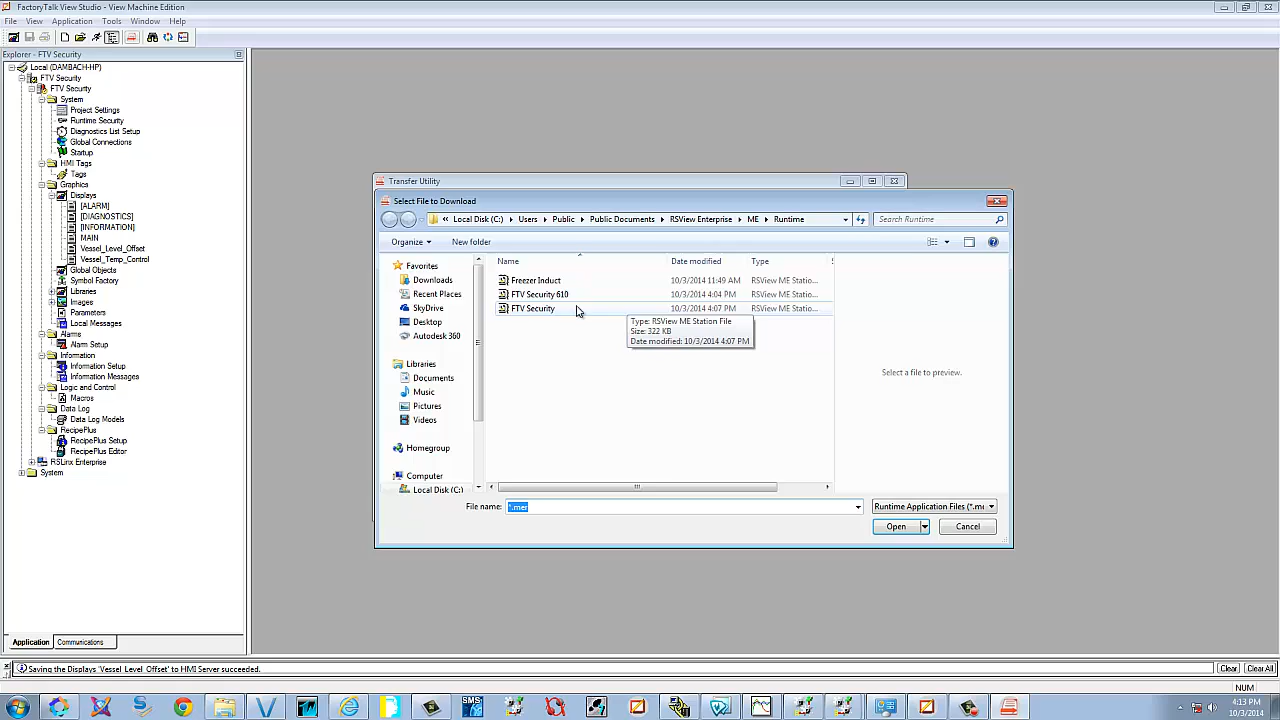 FactoryTalk View Studio - View Machine Edition
File View Application Tools Window Help
Explorer - FTV Security
Local (DAMBACH-HP)
FTV Security
FTV Security
System
Project Settings
Runtime Security
Diagnostics List Setup
Global Connections
Startup
HMI Tags
Tags
Graphics
Displays
[ALARM]
[DIAGNOSTICS]
[INFORMATION]
MAIN
Vessel_Level_Offset
Vessel_Temp_Control
Global Objects
Libraries
Images
Parameters
Local Messages
Alarms
Alarm Setup
Information
Information Setup
Information Messages
Logic and Control
Macros
Data Log
Data Log Models
RecipePlus
RecipePlus Setup
RecipePlus Editor
RSLinx Enterprise
System
Application Communications
Transfer Utility
Select File to Download
« Local Disk (C:) Users Public Public Documents RSView Enterprise ME Runtime
Search Runtime
Organize New folder
Favorites
Downloads
Recent Places
SkyDrive
Desktop
Autodesk 360
Libraries
Documents
Music
Pictures
Videos
Homegroup
Computer
Local Disk (C:)
Name Date modified Type
Freezer Induct 10/3/2014 11:49 AM RSView ME Statio...
FTV Security 610 10/3/2014 4:04 PM RSView ME Statio...
FTV Security 10/3/2014 4:07 PM RSView ME Statio...
Type: RSView ME Station File
Size: 322 KB
Date modified: 10/3/2014 4:07 PM
Select a file to preview.
File name: *.mer
Runtime Application Files (*.m
Open Cancel
Saving the Displays 'Vessel_Level_Offset' to HMI Server succeeded.
Clear Clear All
NUM
SMS
4:13 PM
10/3/2014